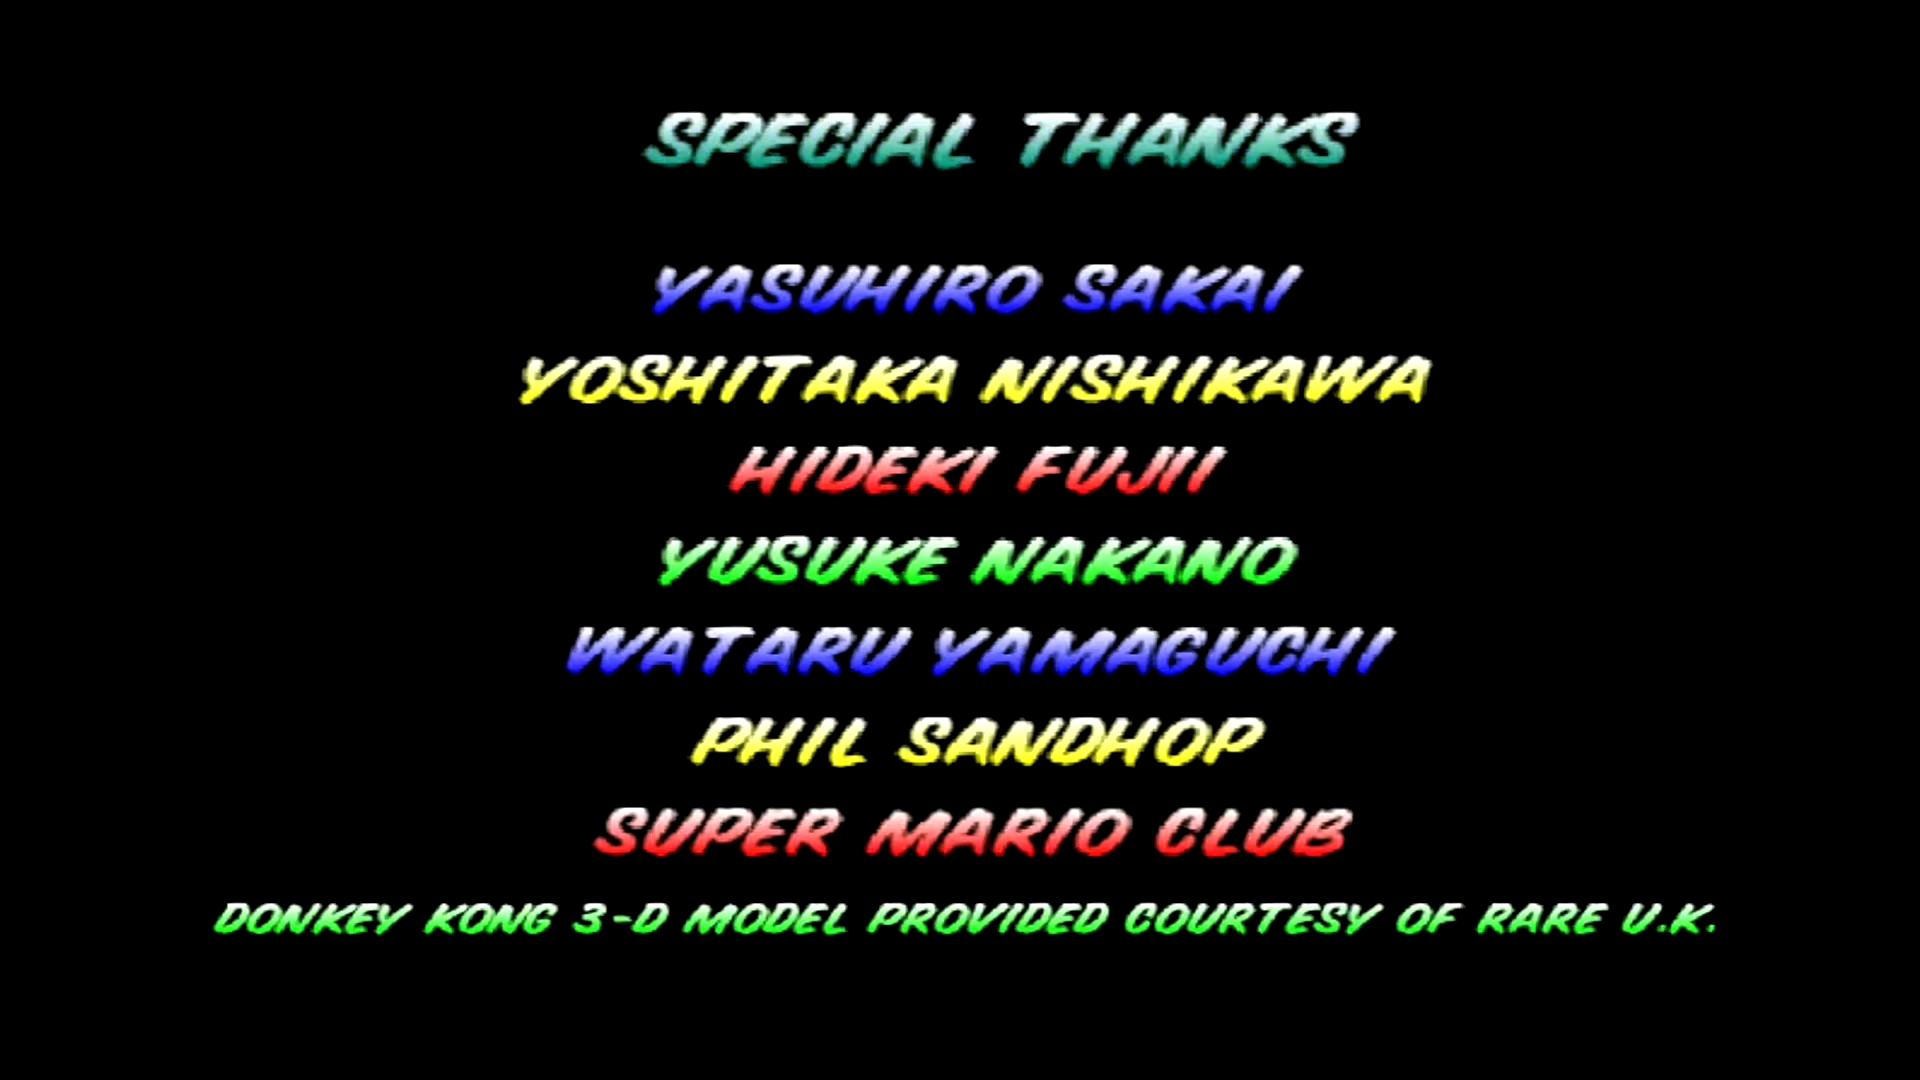 SPECIAL THANKS
YASUHIRO SAKAI
YOSHITAKA NISHIKAWA
HIDEKI FUJII
YUSUKE NAKANO
WATARU YAMAGUCHI
PHIL SANDHOP
SUPER MARIO CLUB
DONKEY KONG 3-D MODEL PROVIDED COURTESY OF RARE U.K.